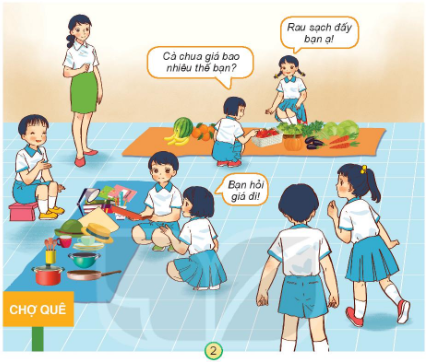 Rau sạch đấy
bạn ạ!
Cà chua giá bao
nhiêu thế bạn?
Bạn hỏi
giá đi!
CHỢ QUÊ
2